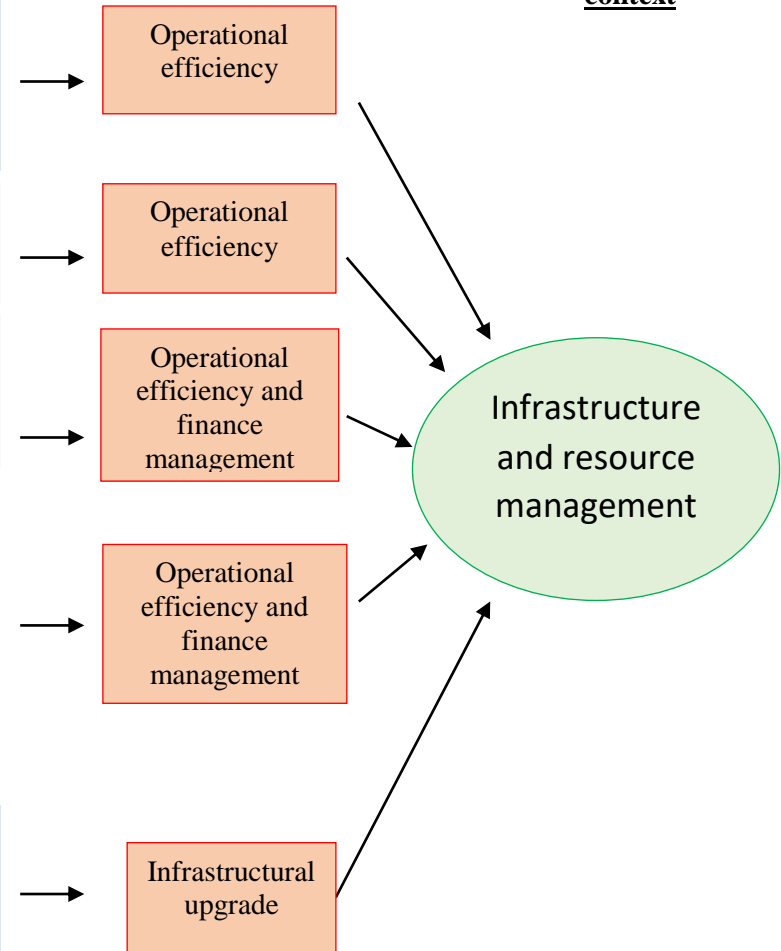 context
Operational
efficiency
Operational
efficiency
Operational
efficiency and
finance
management
Infrastructure
and resource
management
Operational
efficiency and
finance
management
Infrastructural
upgrade